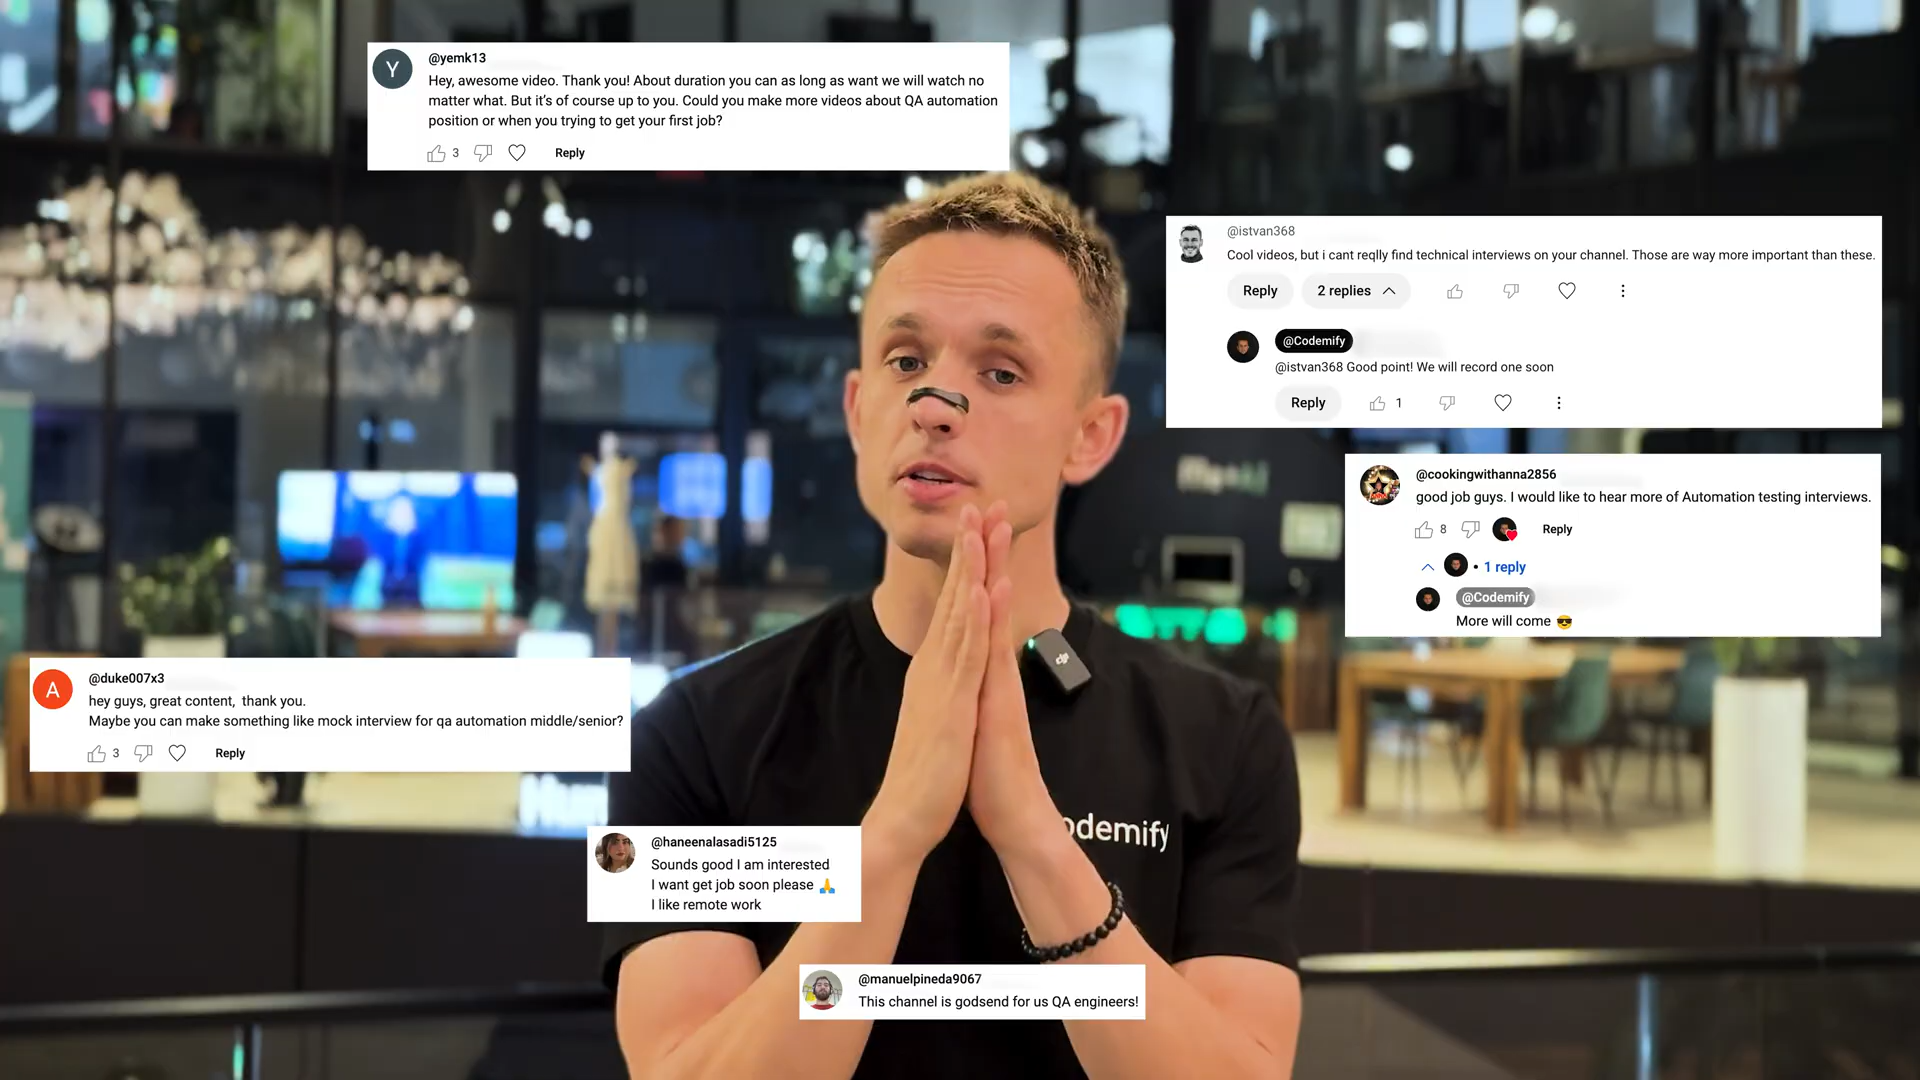 Y
@yemk13
Hey, awesome video. Thank you! About duration you can as long as want we will watch no
matter what. But it's of course up to you. Could you make more videos about QA automation
position or when you trying to get your first job?
3 Reply
@istvan368
Cool videos, but i cant reqlly find technical interviews on your channel. Those are way more important than these.
Reply 2 replies
@Codemify
@istvan368 Good point! We will record one soon
Reply 1
@cookingwithanna2856
good job guys. I would like to hear more of Automation testing interviews.
8 Reply
• 1 reply
@Codemify
More will come 😎
A
@duke007x3
hey guys, great content, thank you.
Maybe you can make something like mock interview for qa automation middle/senior?
3 Reply
odemify
@haneenalasadi5125
Sounds good I am interested
I want get job soon please 🙏
I like remote work
@manuelpineda9067
This channel is godsend for us QA engineers!